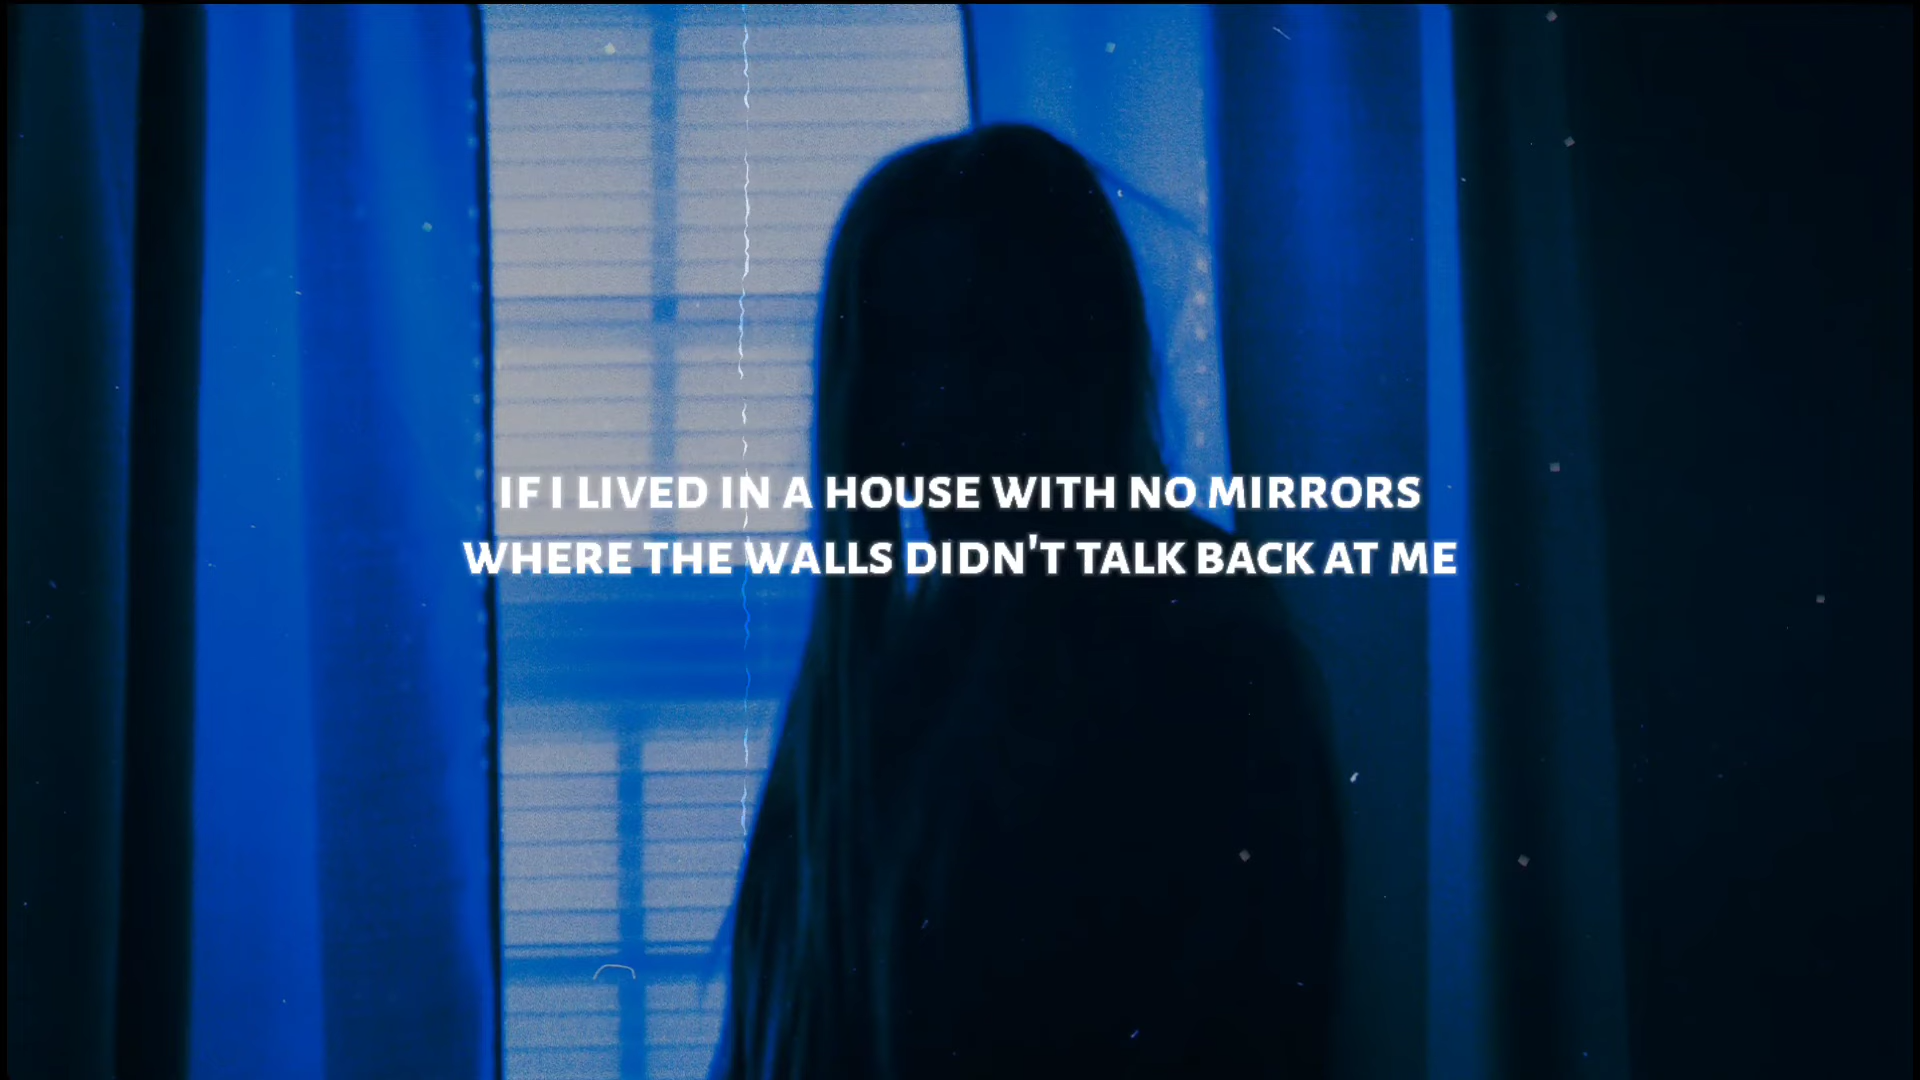 IF I LIVED IN A HOUSE WITH NO MIRRORS
WHERE THE WALLS DIDN'T TALK BACK AT ME